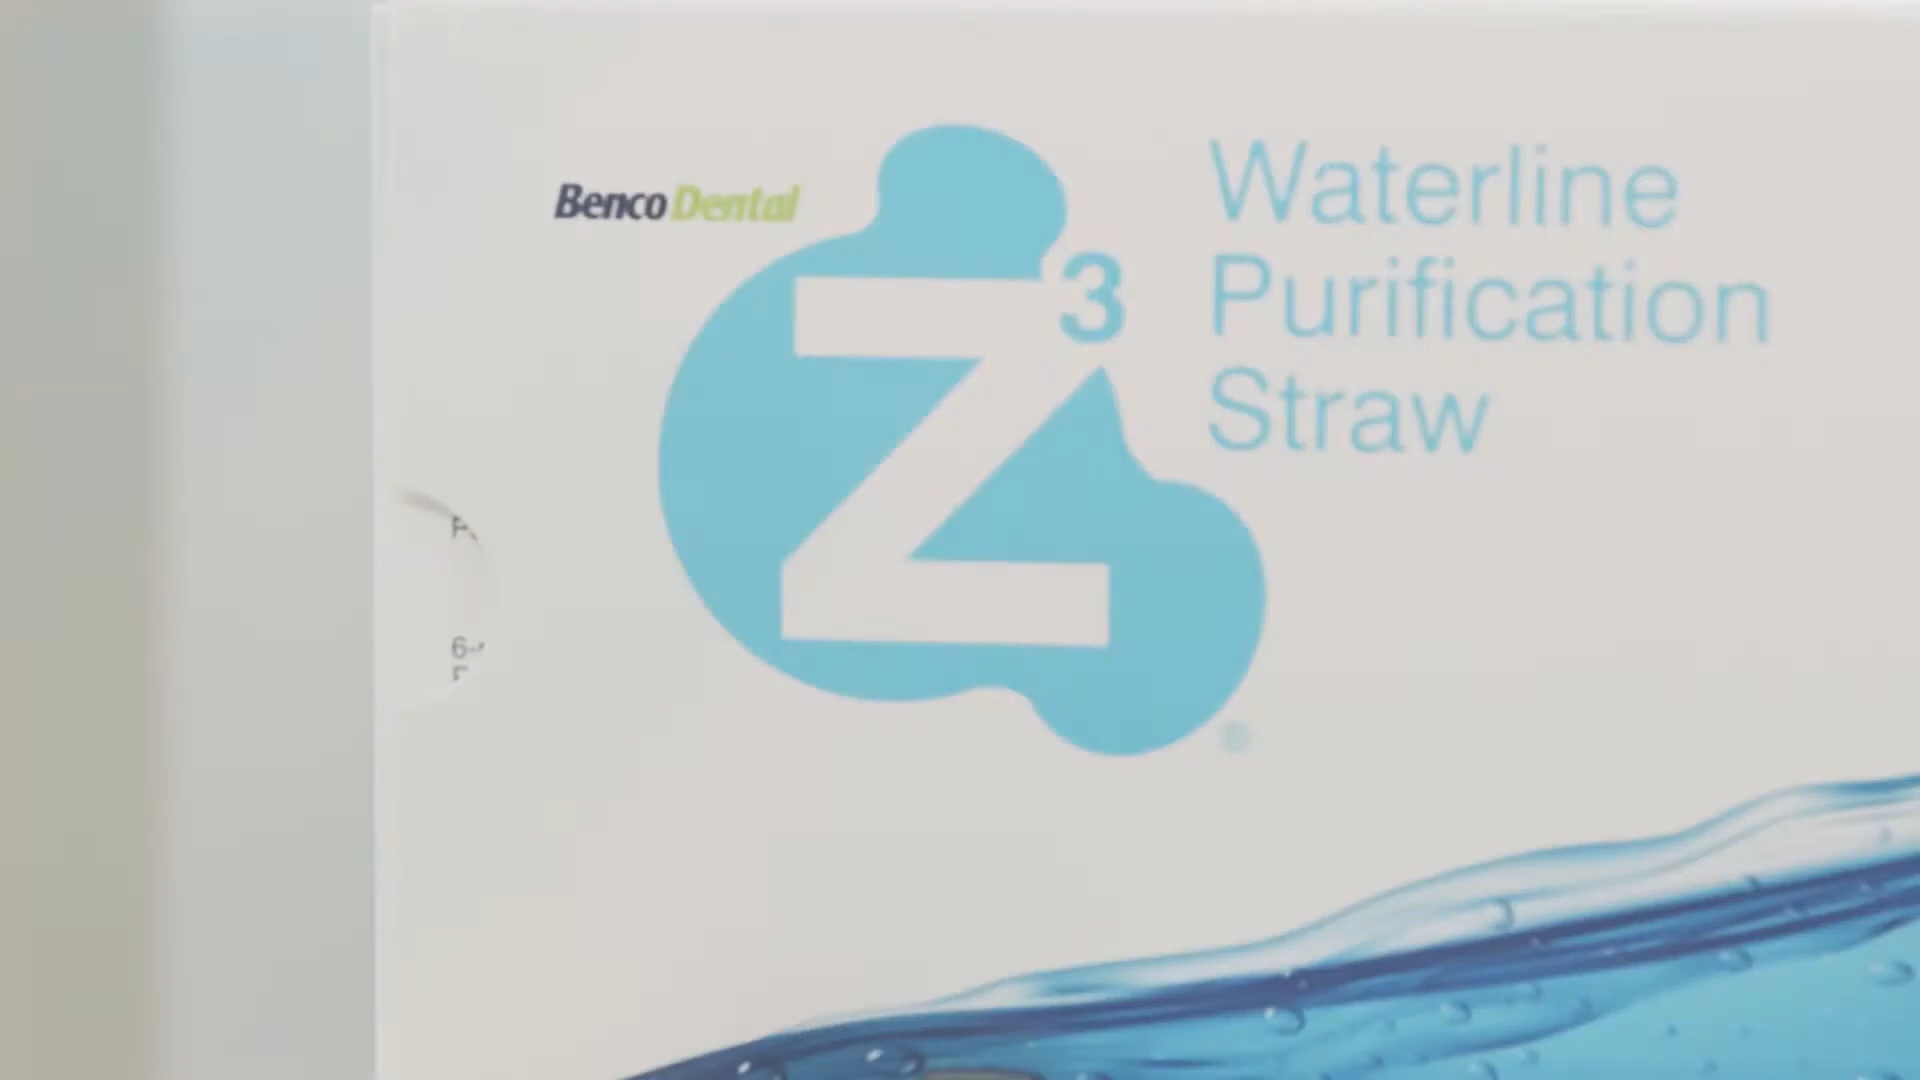 Benco Dental
Z3
Waterline
Purification
Straw